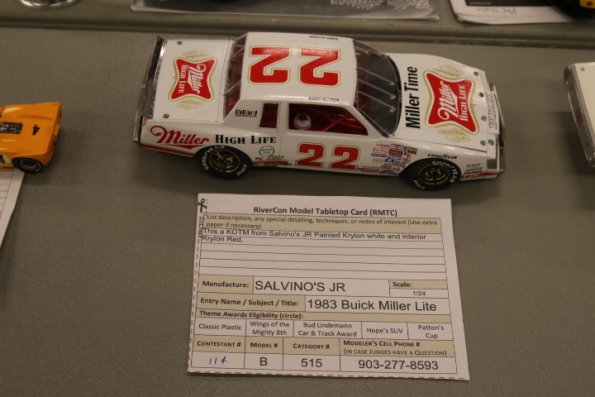 22
Miller
HIGH LIFE
Miller Time
Miller
HIGH LIFE
Miller HIGH LIFE
22
GOODYEAR
RiverCon Model Tabletop Card (RMTC)
List description, any special detailing, techniques, or notes of interest (Use extra
paper if necessary)
This a KOTM from Salvino's JR Painted Krylon white and interior
Krylon Red.
Manufacture: SALVINO'S JR Scale: 1/24
Entry Name / Subject / Title: 1983 Buick Miller Lite
Theme Awards Eligibility (circle):
Classic Plastic Wings of the Mighty 8th Bud Lindemann Car & Track Award Hope's SUV Patton's Cup
CONTESTANT # MODEL # CATEGORY # MODELER'S CELL PHONE #
(IN CASE JUDGES HAVE A QUESTION)
114 B 515 903-277-8593